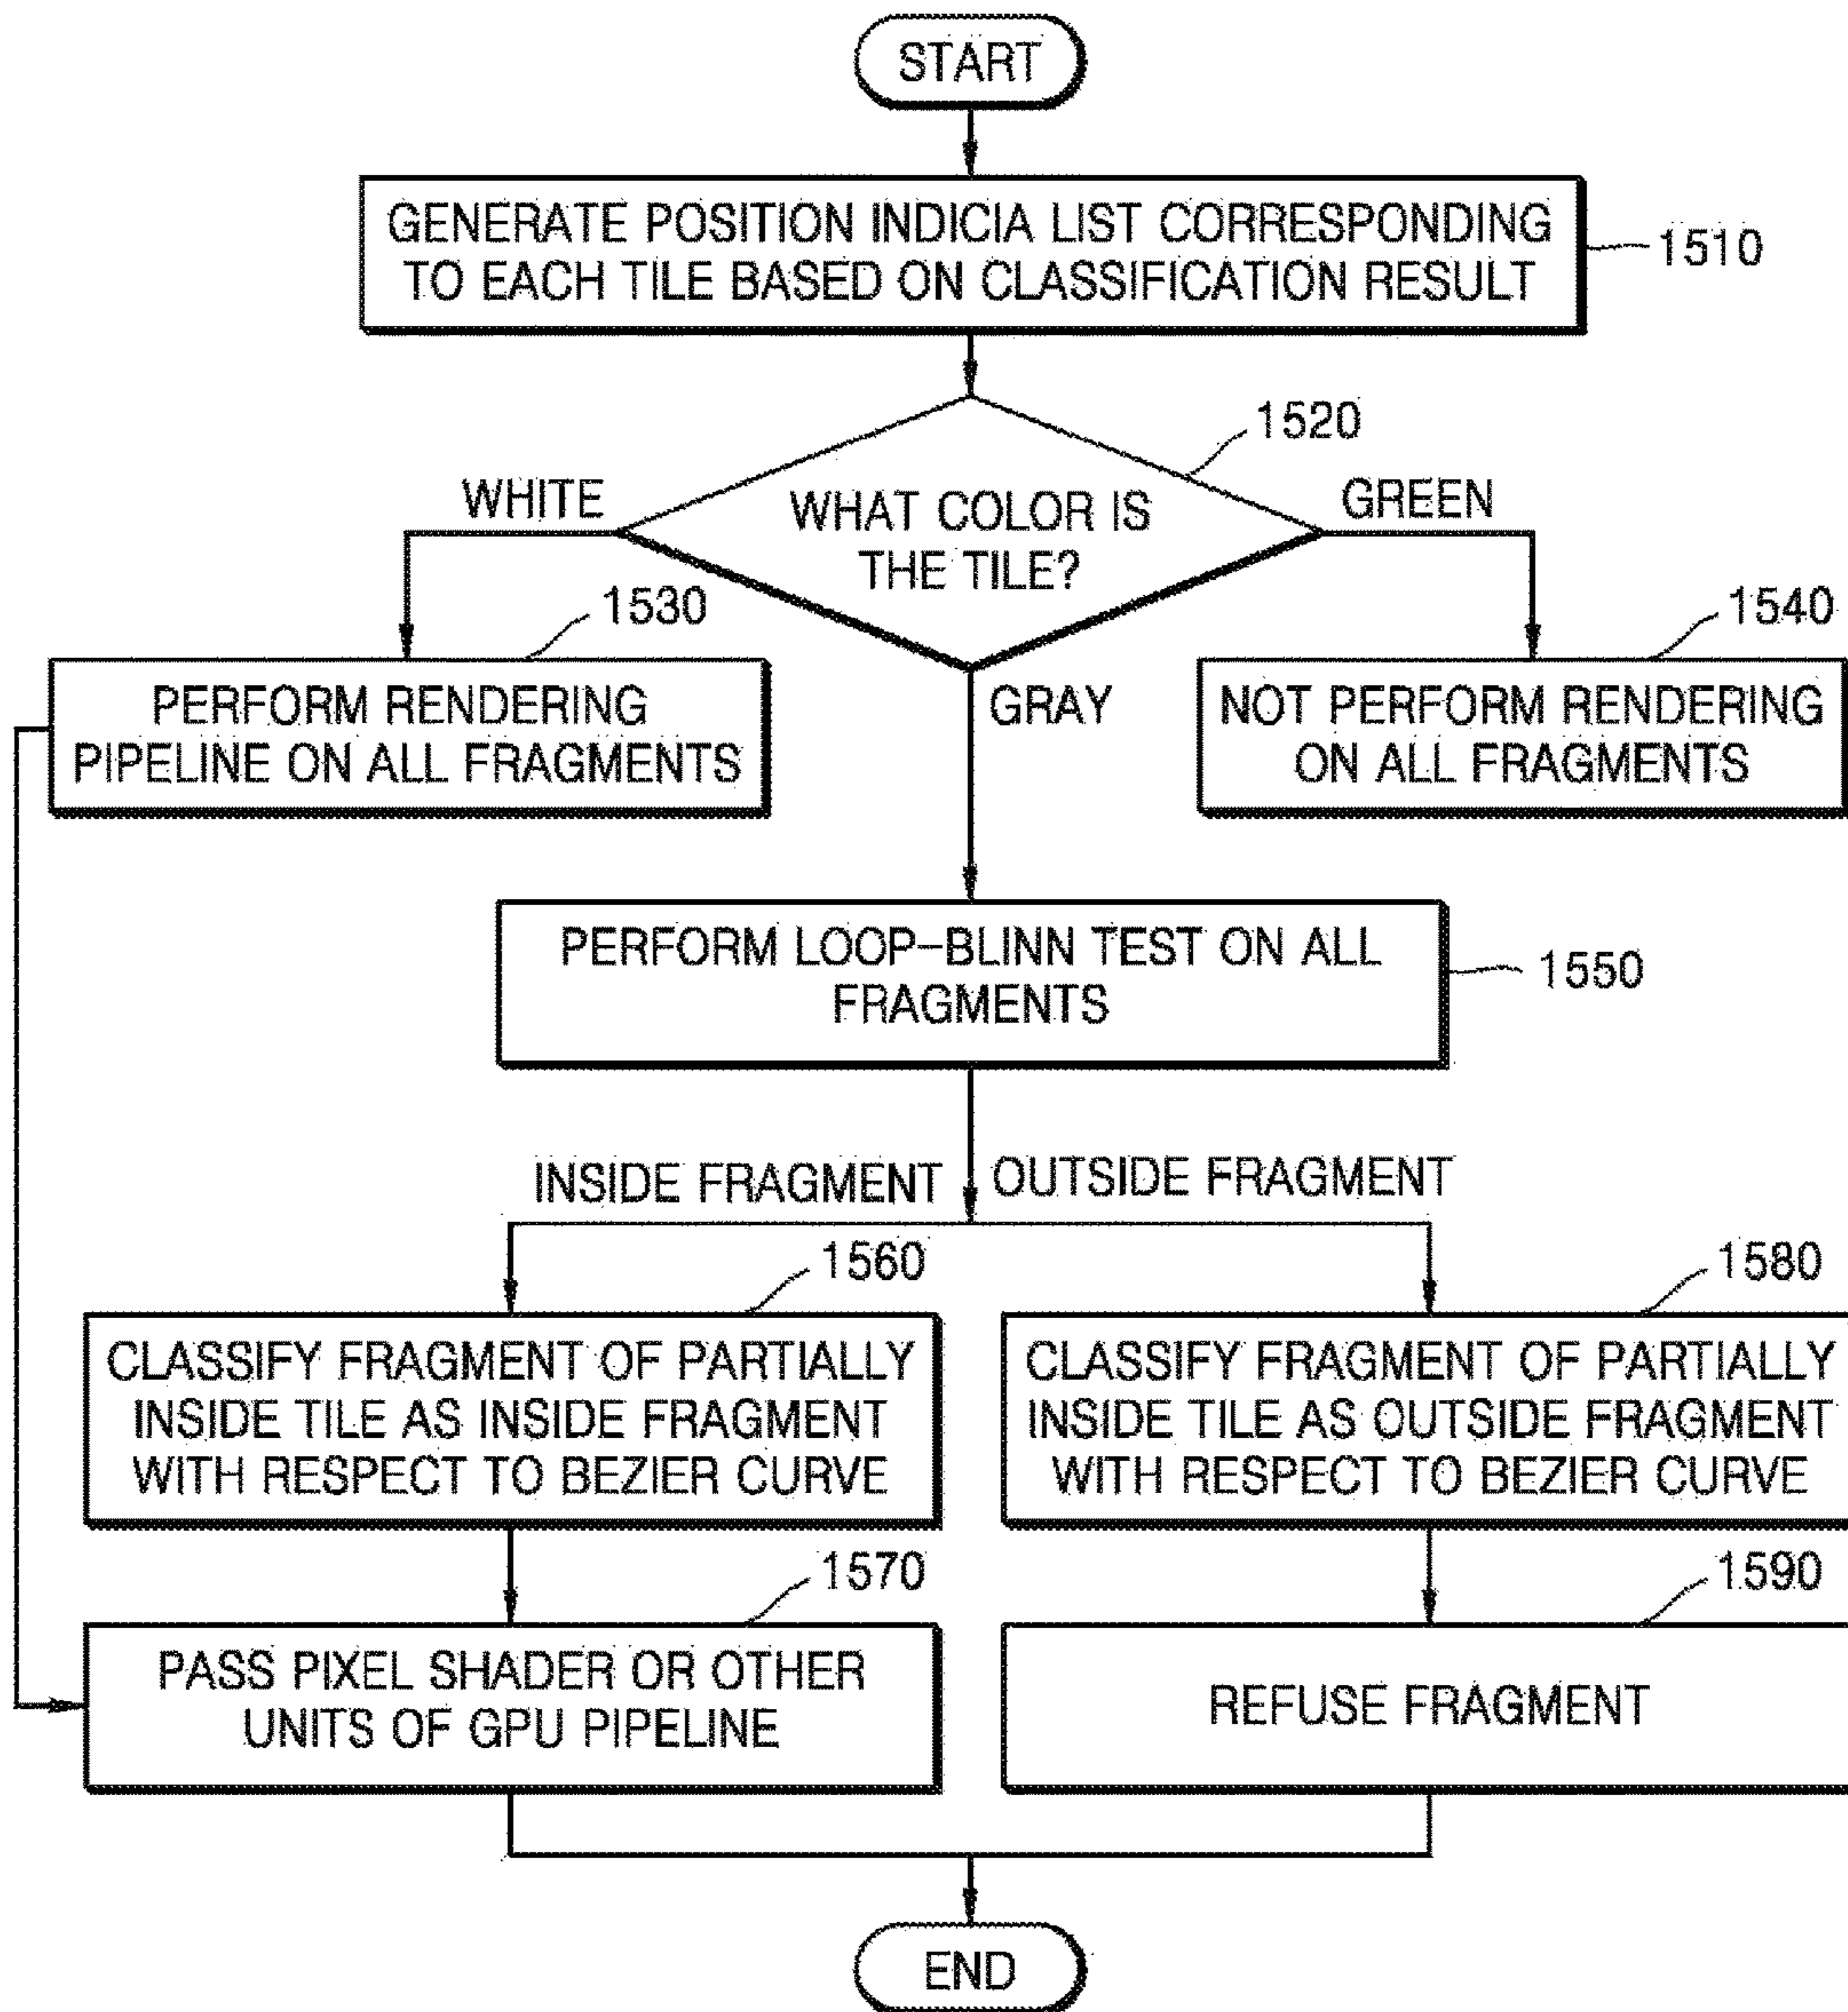 START
GENERATE POSITION INDICIA LIST CORRESPONDING
TO EACH TILE BASED ON CLASSIFICATION RESULT
1510
1520
WHAT COLOR IS
THE TILE?
WHITE
GREEN
GRAY
1530
PERFORM RENDERING
PIPELINE ON ALL FRAGMENTS
1540
NOT PERFORM RENDERING
ON ALL FRAGMENTS
PERFORM LOOP-BLINN TEST ON ALL
FRAGMENTS
1550
INSIDE FRAGMENT
OUTSIDE FRAGMENT
1560
CLASSIFY FRAGMENT OF PARTIALLY
INSIDE TILE AS INSIDE FRAGMENT
WITH RESPECT TO BEZIER CURVE
1580
CLASSIFY FRAGMENT OF PARTIALLY
INSIDE TILE AS OUTSIDE FRAGMENT
WITH RESPECT TO BEZIER CURVE
1570
PASS PIXEL SHADER OR OTHER
UNITS OF GPU PIPELINE
1590
REFUSE FRAGMENT
END